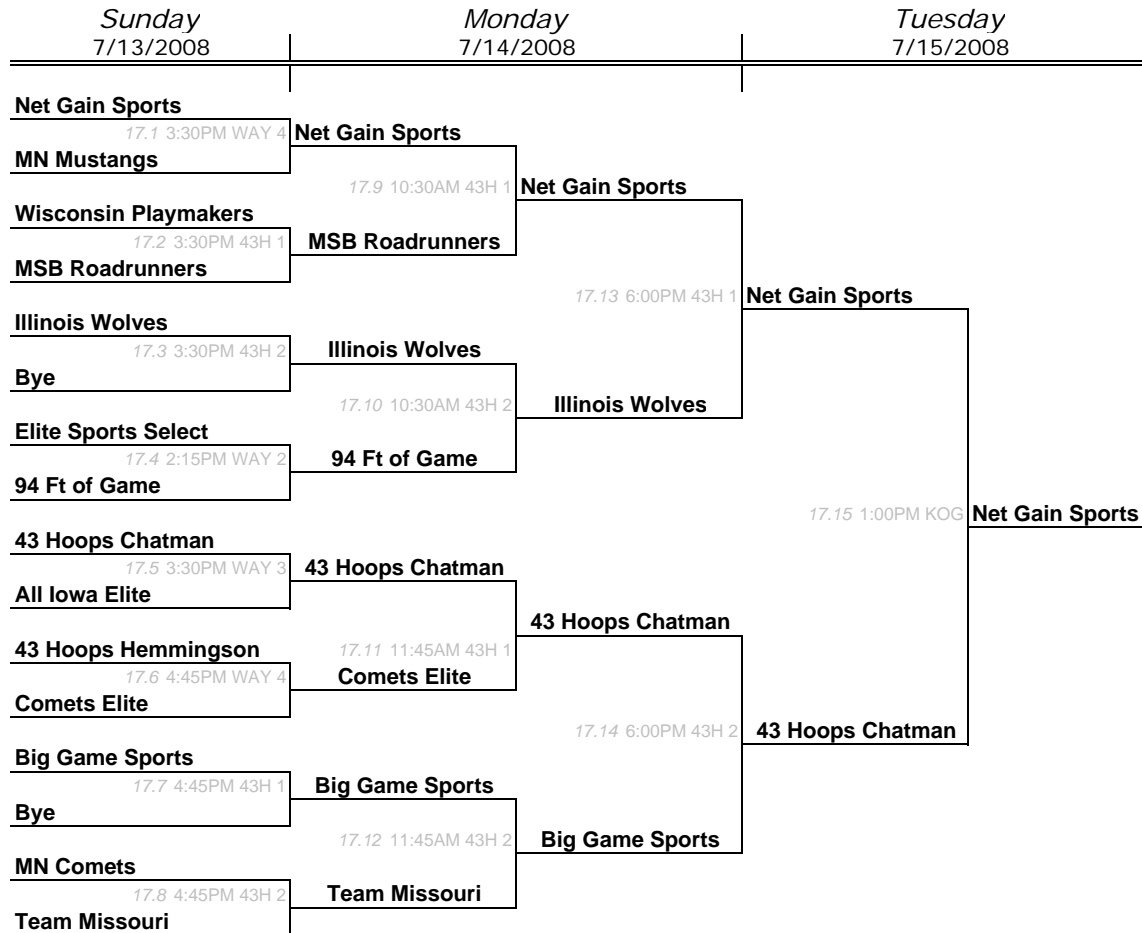 Sunday Monday Tuesday
7/13/2008 7/14/2008 7/15/2008
Net Gain Sports
17.1 3:30PM WAY 4 Net Gain Sports
MN Mustangs
17.9 10:30AM 43H 1 Net Gain Sports
Wisconsin Playmakers
17.2 3:30PM 43H 1 MSB Roadrunners
MSB Roadrunners
17.13 6:00PM 43H 1 Net Gain Sports
Illinois Wolves
17.3 3:30PM 43H 2 Illinois Wolves
Bye
17.10 10:30AM 43H 2 Illinois Wolves
Elite Sports Select
17.4 2:15PM WAY 2 94 Ft of Game
94 Ft of Game
17.15 1:00PM KOG Net Gain Sports
43 Hoops Chatman
17.5 3:30PM WAY 3 43 Hoops Chatman
All Iowa Elite
43 Hoops Chatman
43 Hoops Hemmingson
17.11 11:45AM 43H 1
17.6 4:45PM WAY 4 Comets Elite
Comets Elite
17.14 6:00PM 43H 2 43 Hoops Chatman
Big Game Sports
17.7 4:45PM 43H 1 Big Game Sports
Bye
17.12 11:45AM 43H 2 Big Game Sports
MN Comets
17.8 4:45PM 43H 2 Team Missouri
Team Missouri